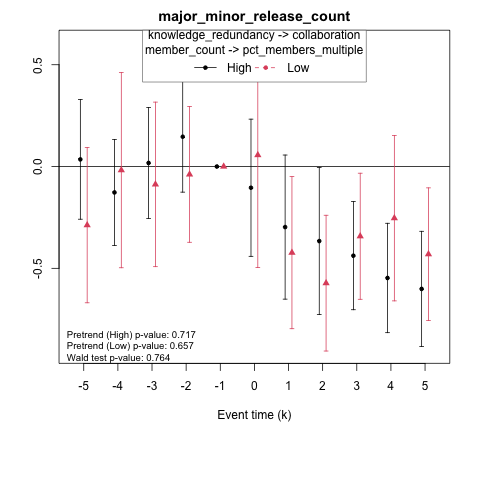 major_minor_release_count
knowledge_redundancy -> collaboration
member_count -> pct_members_multiple
High Low
0.5
0.0
-0.5
Pretrend (High) p-value: 0.717
Pretrend (Low) p-value: 0.657
Wald test p-value: 0.764
-5 -4 -3 -2 -1 0 1 2 3 4 5
Event time (k)